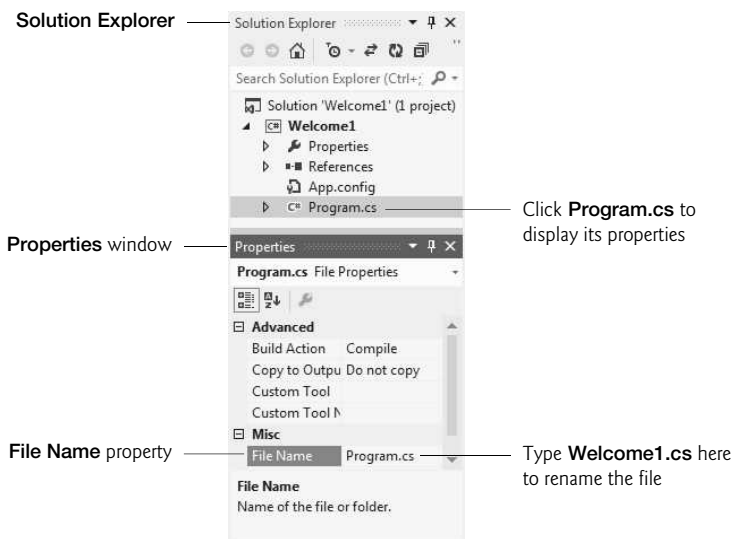 Solution Explorer
Solution Explorer
Search Solution Explorer (Ctrl+;
Solution 'Welcome1' (1 project)
C# Welcome1
Properties
References
App.config
C# Program.cs
Click Program.cs to
display its properties
Properties window
Properties
Program.cs File Properties
Advanced
Build Action Compile
Copy to Outpu Do not copy
Custom Tool
Custom Tool N
Misc
File Name property
File Name Program.cs
Type Welcome1.cs here
to rename the file
File Name
Name of the file or folder.